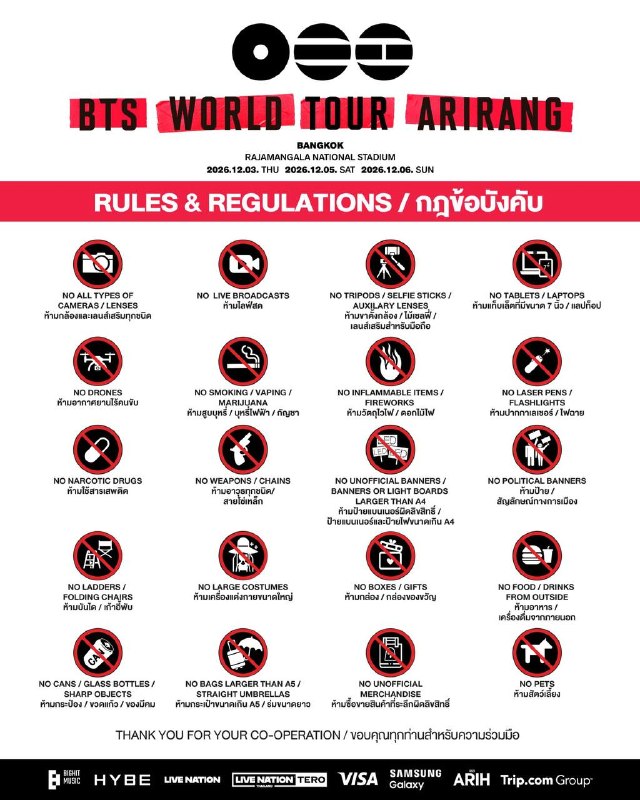 BTS WORLD TOUR ARIRANG
BANGKOK
RAJAMANGALA NATIONAL STADIUM
2026.12.03. THU 2026.12.05. SAT 2026.12.06. SUN
RULES & REGULATIONS / กฎข้อบังคับ
NO ALL TYPES OF
CAMERAS / LENSES
ห้ามกล้องและเลนส์เสริมทุกชนิด
NO LIVE BROADCASTS
ห้ามไลฟ์สด
NO TRIPODS / SELFIE STICKS /
AUXILARY LENSES
ห้ามขาตั้งกล้อง / ไม้เซลฟี่ /
เลนส์เสริมสำหรับมือถือ
NO TABLETS / LAPTOPS
ห้ามแท็บเล็ตที่มีขนาด 7 นิ้ว / แลปท็อป
NO DRONES
ห้ามอากาศยานไร้คนขับ
NO SMOKING / VAPING /
MARIJUANA
ห้ามสูบบุหรี่ / บุหรี่ไฟฟ้า / กัญชา
NO INFLAMMABLE ITEMS /
FIREWORKS
ห้ามวัตถุไวไฟ / ดอกไม้ไฟ
NO LASER PENS /
FLASHLIGHTS
ห้ามปากกาเลเซอร์ / ไฟฉาย
NO NARCOTIC DRUGS
ห้ามใช้สารเสพติด
NO WEAPONS / CHAINS
ห้ามอาวุธทุกชนิด/
สายโซ่เหล็ก
LED
LED
LED
NO UNOFFICIAL BANNERS /
BANNERS OR LIGHT BOARDS
LARGER THAN A4
ห้ามป้ายแบนเนอร์ผิดลิขสิทธิ์ /
ป้ายแบนเนอร์และป้ายไฟขนาดเกิน A4
NO POLITICAL BANNERS
ห้ามป้าย /
สัญลักษณ์ทางการเมือง
NO LADDERS /
FOLDING CHAIRS
ห้ามบันได / เก้าอี้พับ
NO LARGE COSTUMES
ห้ามเครื่องแต่งกายขนาดใหญ่
NO BOXES / GIFTS
ห้ามกล่อง / กล่องของขวัญ
NO FOOD / DRINKS
FROM OUTSIDE
ห้ามอาหาร /
เครื่องดื่มจากภายนอก
CAN
NO CANS / GLASS BOTTLES /
SHARP OBJECTS
ห้ามกระป๋อง / ขวดแก้ว / ของมีคม
NO BAGS LARGER THAN A5 /
STRAIGHT UMBRELLAS
ห้ามกระเป๋าขนาดเกิน A5 / ร่มขนาดยาว
NO UNOFFICIAL
MERCHANDISE
ห้ามซื้อขายสินค้าที่ระลึกผิดลิขสิทธิ์
NO PETS
ห้ามสัตว์เลี้ยง
THANK YOU FOR YOUR CO-OPERATION / ขอบคุณทุกท่านสำหรับความร่วมมือ
BIGHIT MUSIC HYBE LIVE NATION LIVE NATION TERO VISA SAMSUNG Galaxy ARIH Trip.com Group